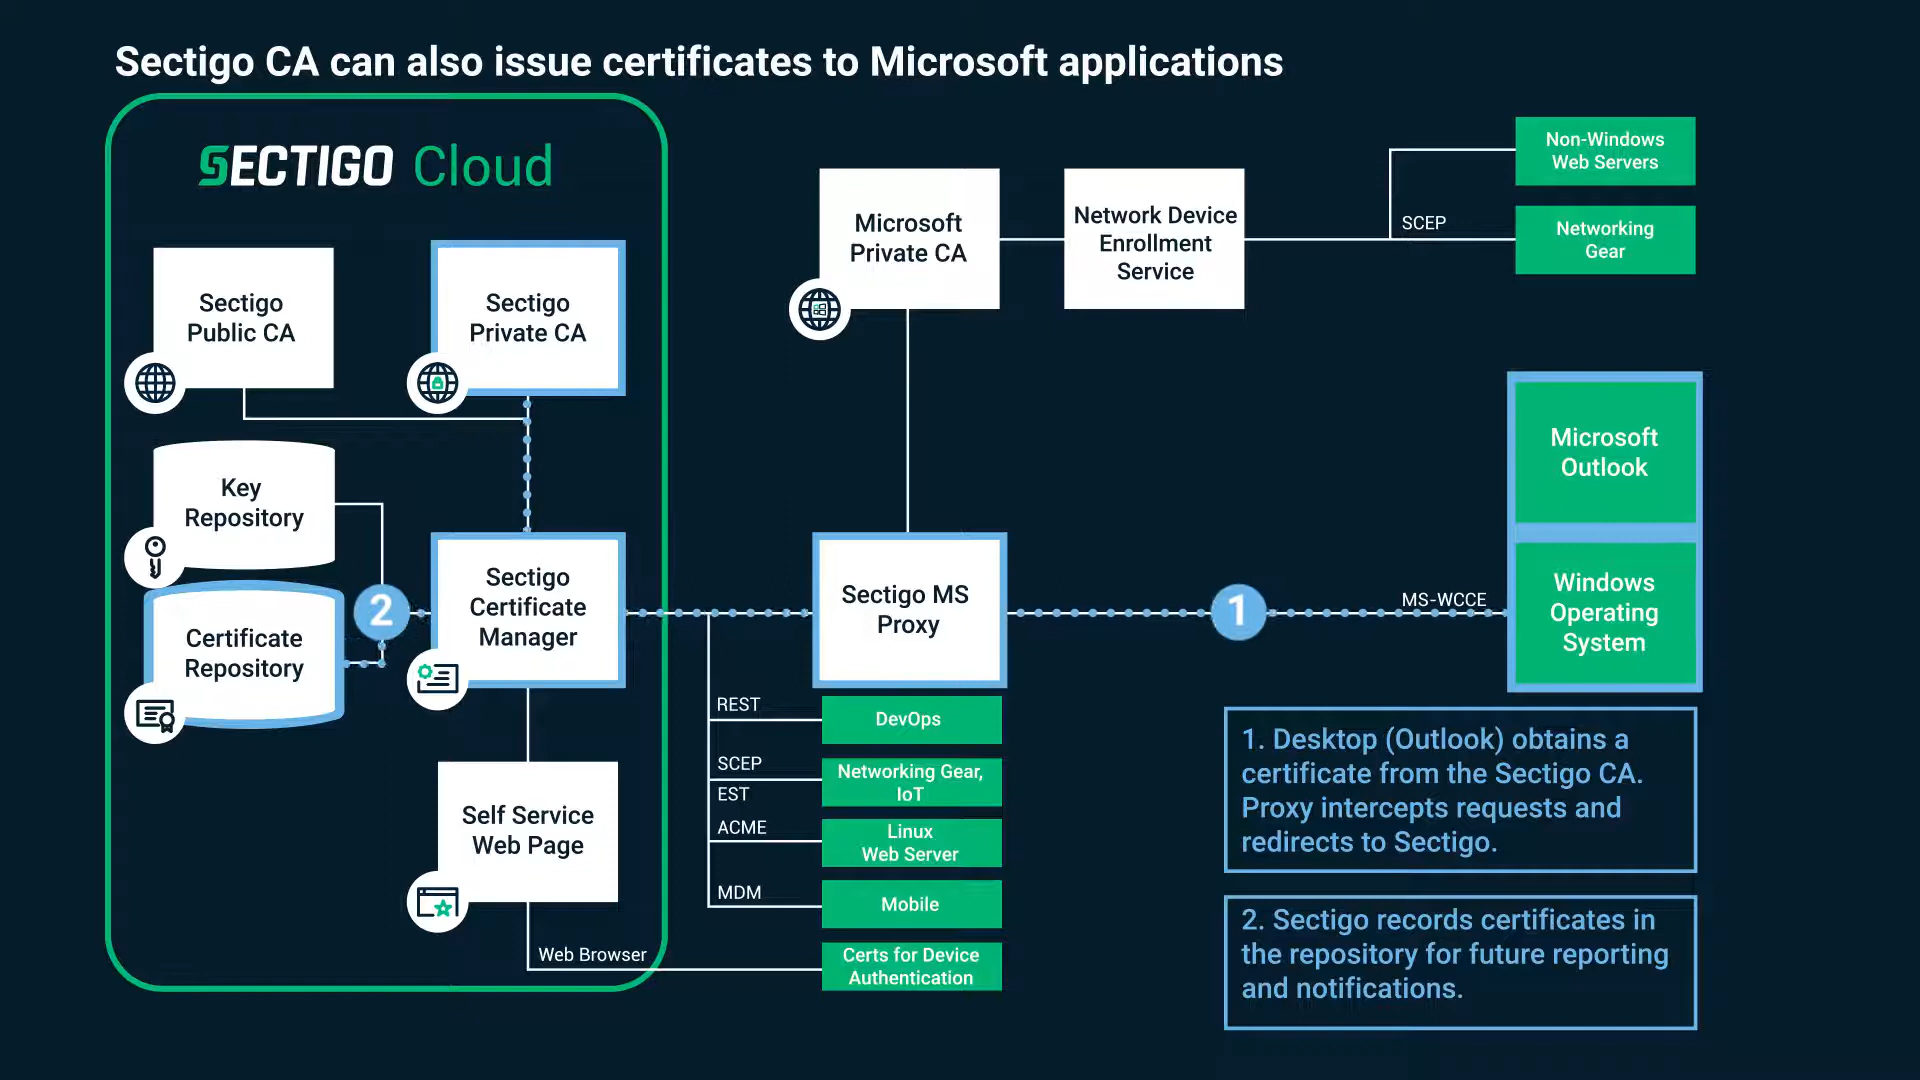 Sectigo CA can also issue certificates to Microsoft applications
SECTIGO Cloud
Sectigo
Public CA
Sectigo
Private CA
Key
Repository
Certificate
Repository
2
Sectigo
Certificate
Manager
Self Service
Web Page
Web Browser
Microsoft
Private CA
Network Device
Enrollment
Service
SCEP
Non-Windows
Web Servers
Networking
Gear
Sectigo MS
Proxy
1
MS-WCCE
Microsoft
Outlook
Windows
Operating
System
REST
DevOps
SCEP
EST
Networking Gear,
IoT
ACME
Linux
Web Server
MDM
Mobile
Certs for Device
Authentication
1. Desktop (Outlook) obtains a
certificate from the Sectigo CA.
Proxy intercepts requests and
redirects to Sectigo.
2. Sectigo records certificates in
the repository for future reporting
and notifications.